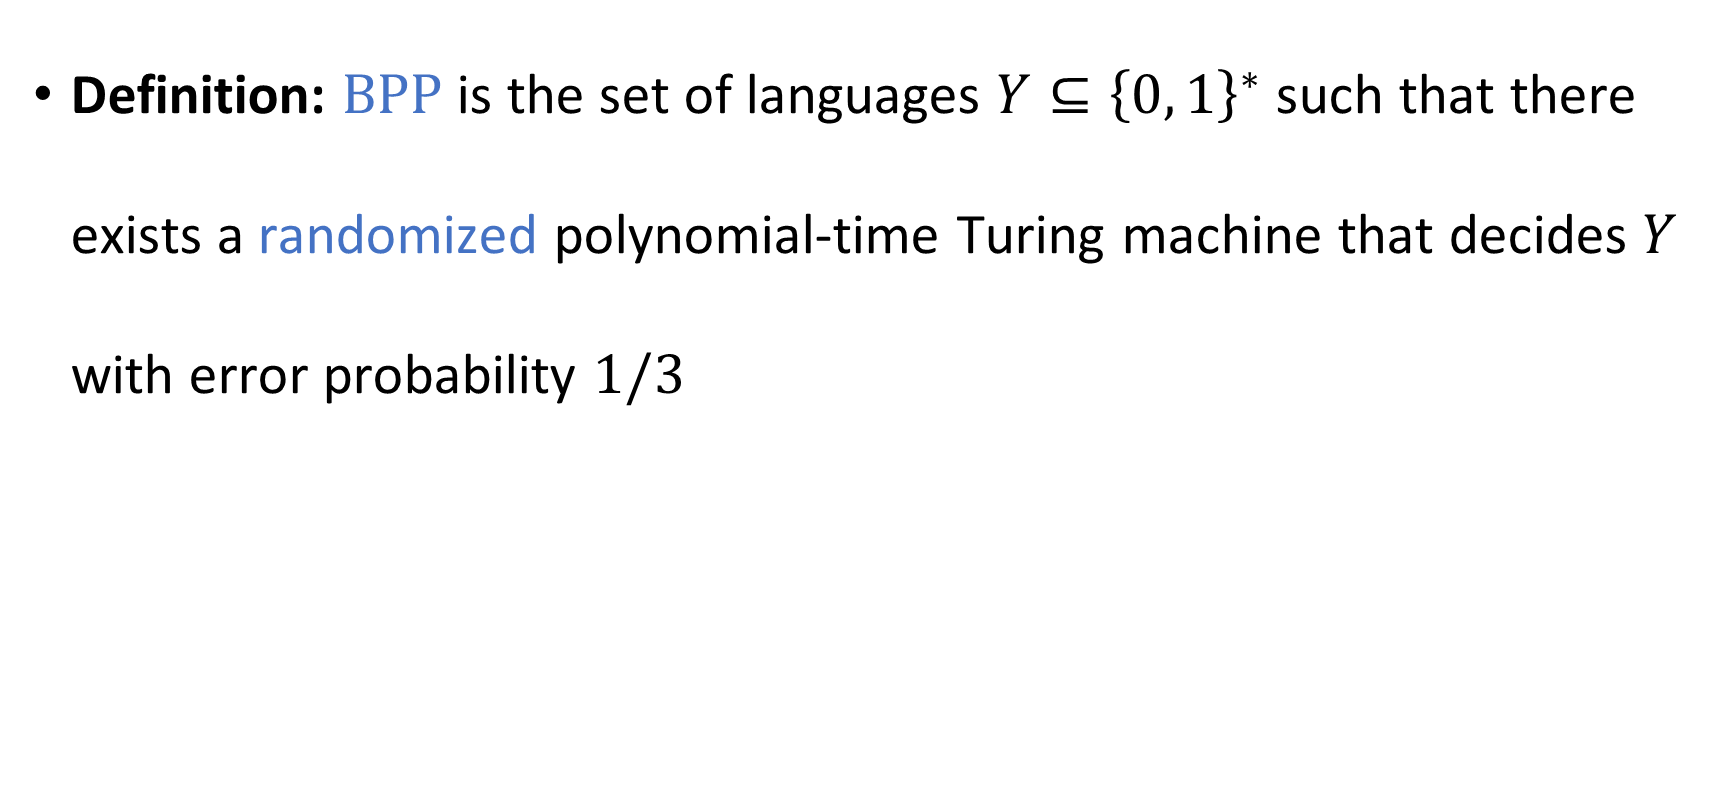 • Definition: BPP is the set of languages 𝑌 ⊆ {0, 1}* such that there
exists a randomized polynomial-time Turing machine that decides 𝑌
with error probability 1/3